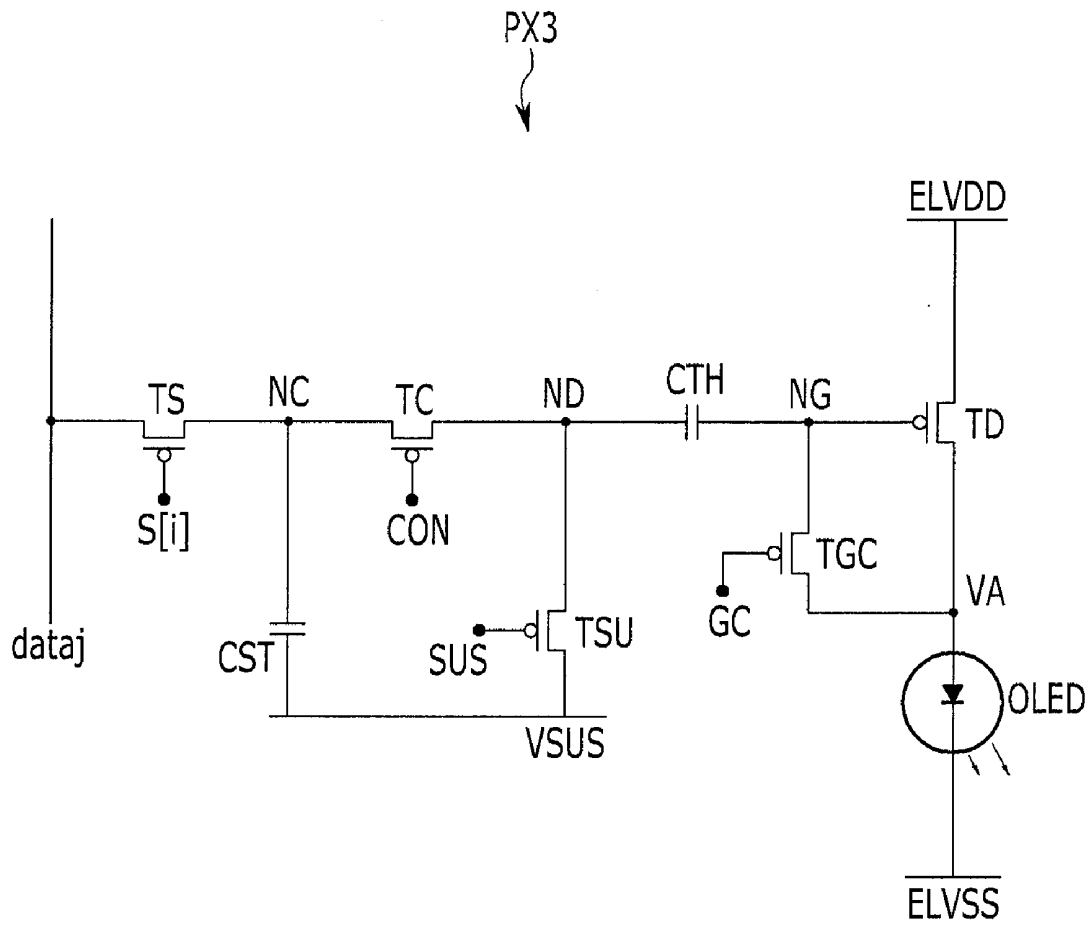 PX3
ELVDD
TS
NC
TC
ND
CTH
NG
TD
S[i]
CON
TGC
GC
VA
dataj
CST
SUS
TSU
VSUS
OLED
ELVSS